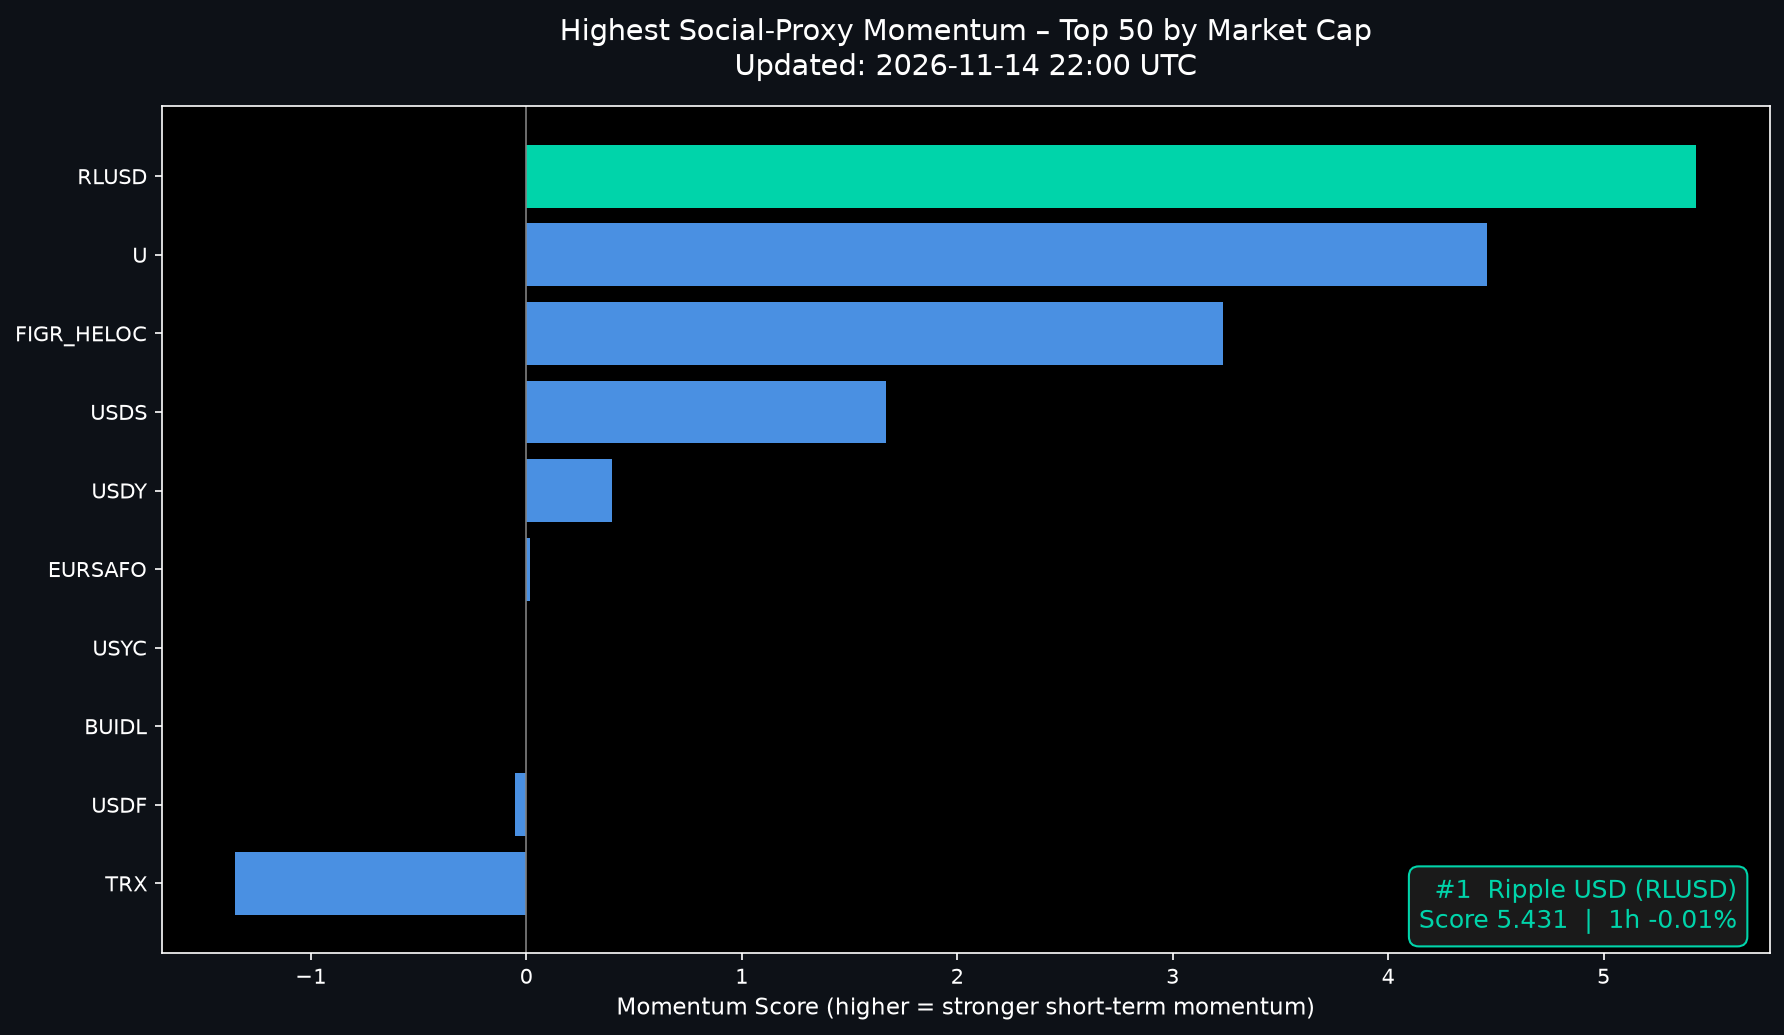 Highest Social-Proxy Momentum – Top 50 by Market Cap
Updated: 2026-11-14 22:00 UTC
RLUSD
U
FIGR_HELOC
USDS
USDY
EURSAFO
USYC
BUIDL
USDF
TRX
#1  Ripple USD (RLUSD)
Score 5.431  |  1h -0.01%
−1 0 1 2 3 4 5
Momentum Score (higher = stronger short-term momentum)